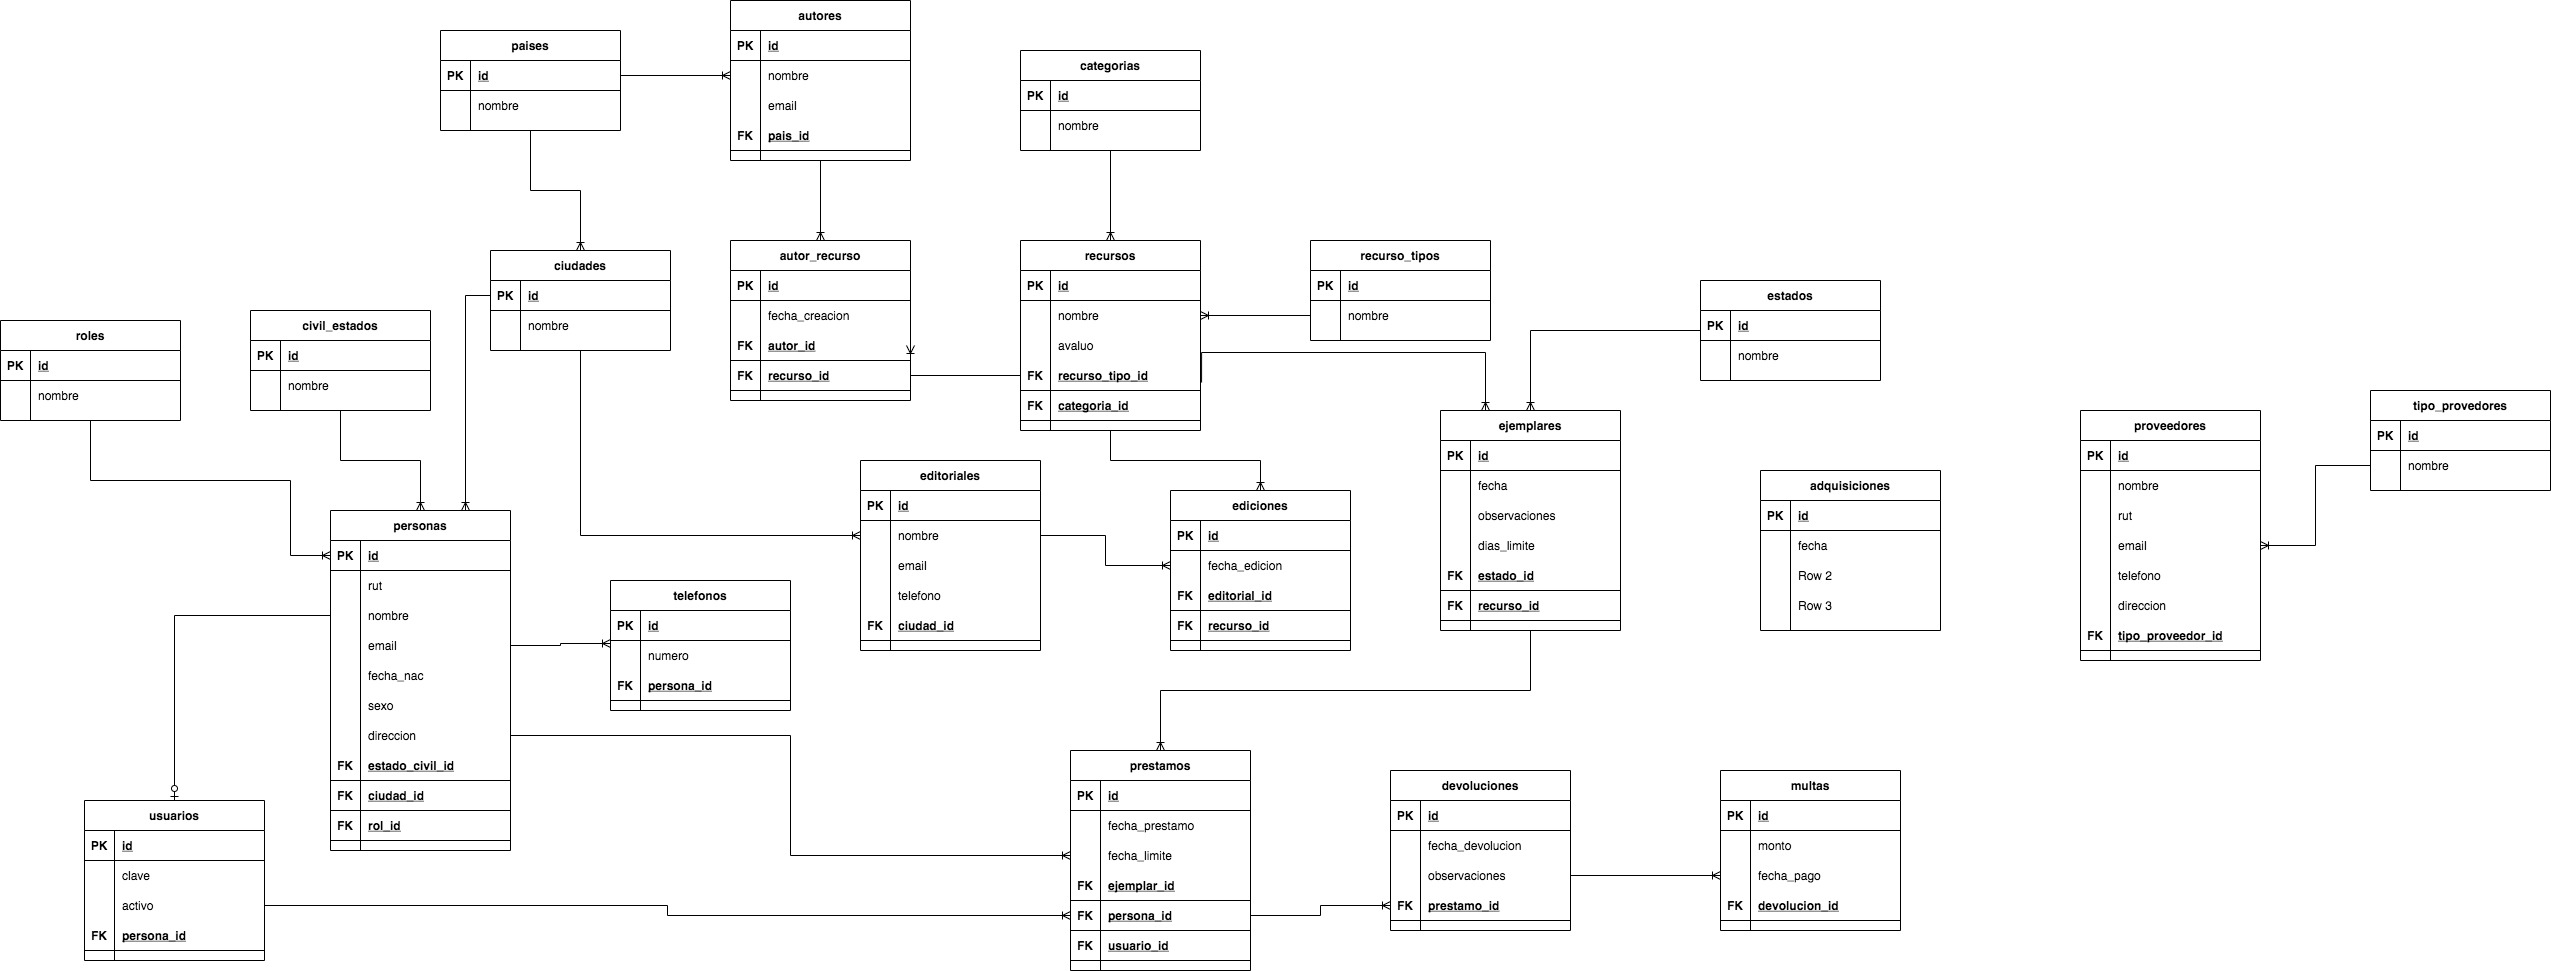 autores
PK id
nombre
email
FK pais_id
paises
PK id
nombre
categorias
PK id
nombre
ciudades
PK id
nombre
autor_recurso
PK id
fecha_creacion
FK autor_id
FK recurso_id
recursos
PK id
nombre
avaluo
FK recurso_tipo_id
FK categoria_id
recurso_tipos
PK id
nombre
estados
PK id
nombre
roles
PK id
nombre
civil_estados
PK id
nombre
tipo_provedores
PK id
nombre
proveedores
PK id
nombre
rut
email
telefono
direccion
FK tipo_proveedor_id
ejemplares
PK id
fecha
observaciones
dias_limite
FK estado_id
FK recurso_id
adquisiciones
PK id
fecha
Row 2
Row 3
editoriales
PK id
nombre
email
telefono
FK ciudad_id
ediciones
PK id
fecha_edicion
FK editorial_id
FK recurso_id
personas
PK id
rut
nombre
email
fecha_nac
sexo
direccion
FK estado_civil_id
FK ciudad_id
FK rol_id
telefonos
PK id
numero
FK persona_id
usuarios
PK id
clave
activo
FK persona_id
prestamos
PK id
fecha_prestamo
fecha_limite
FK ejemplar_id
FK persona_id
FK usuario_id
devoluciones
PK id
fecha_devolucion
observaciones
FK prestamo_id
multas
PK id
monto
fecha_pago
FK devolucion_id